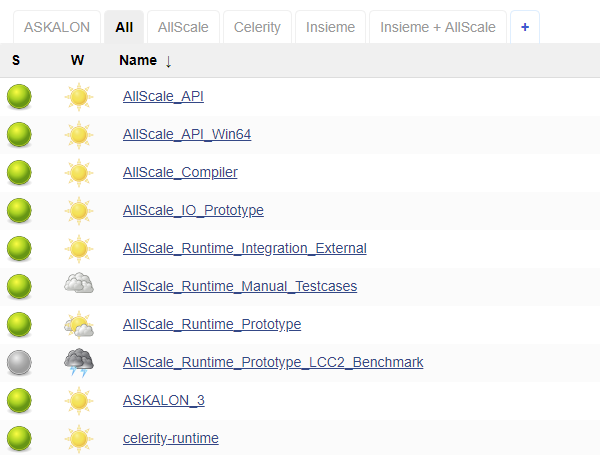 ASKALON All AllScale Celerity Insieme Insieme + AllScale +
S W Name ↓
AllScale_API
AllScale_API_Win64
AllScale_Compiler
AllScale_IO_Prototype
AllScale_Runtime_Integration_External
AllScale_Runtime_Manual_Testcases
AllScale_Runtime_Prototype
AllScale_Runtime_Prototype_LCC2_Benchmark
ASKALON_3
celerity-runtime